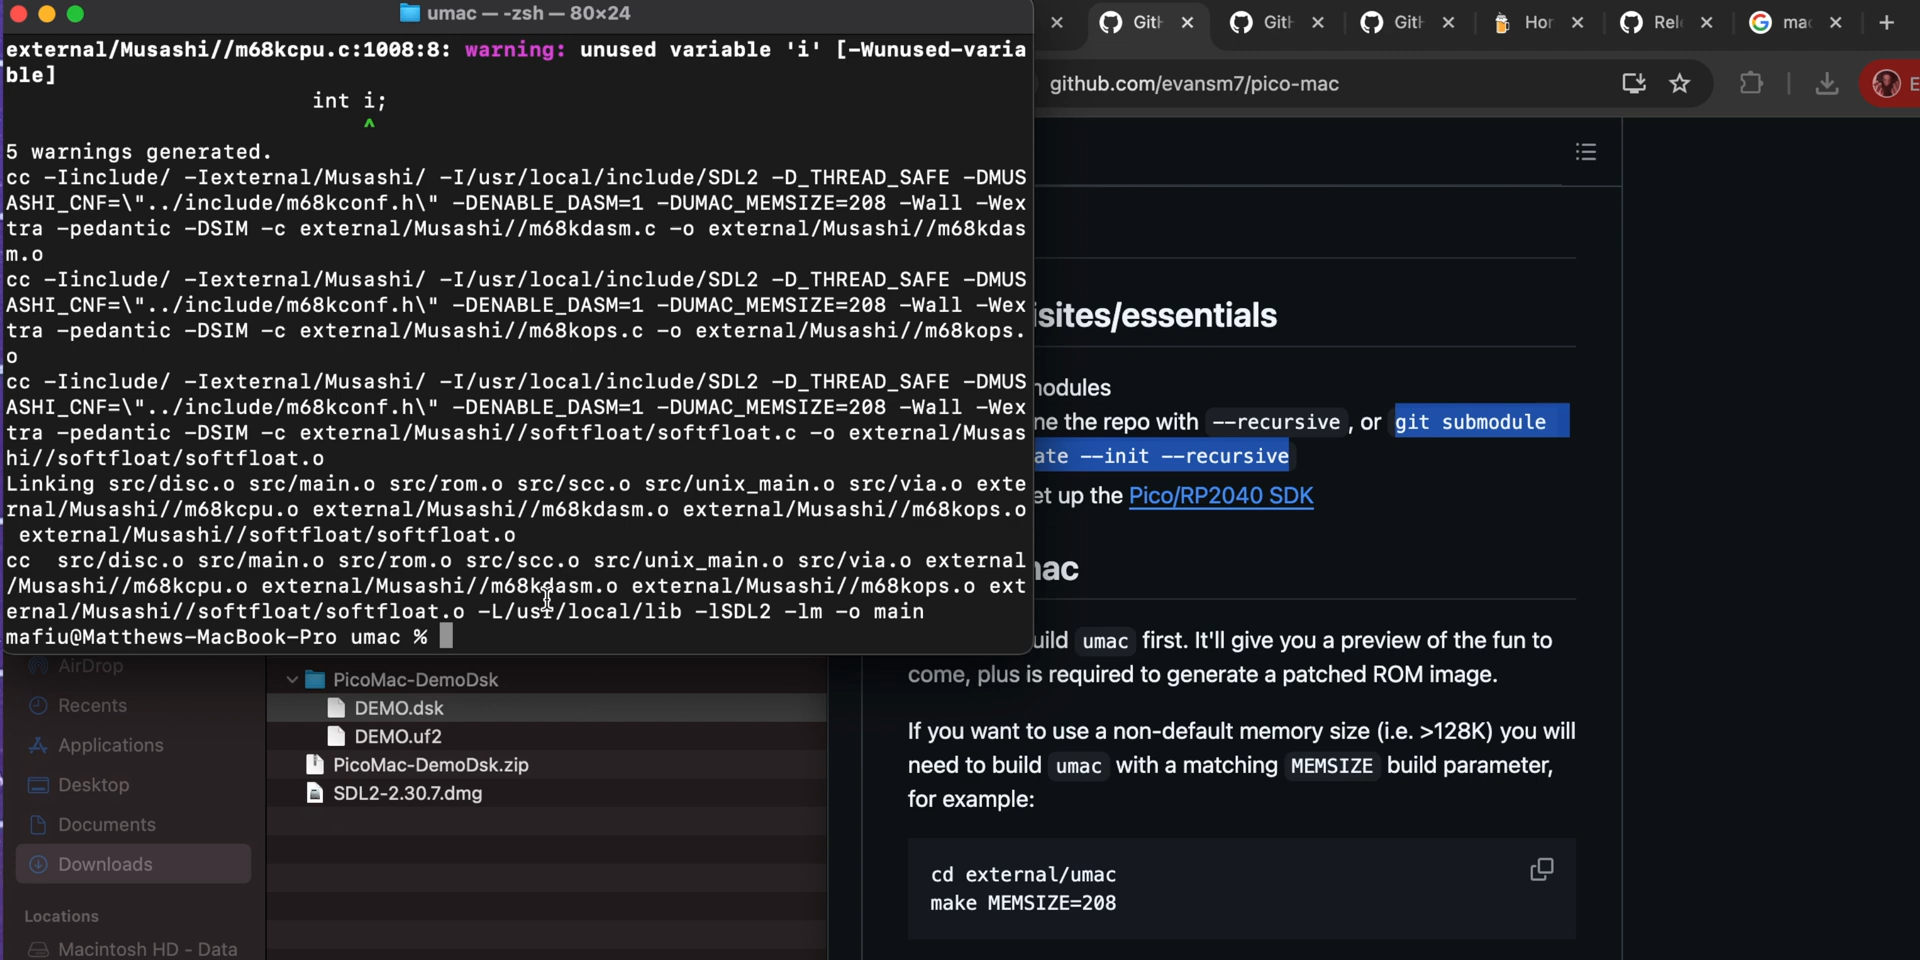 umac — -zsh — 80×24
external/Musashi//m68kcpu.c:1008:8: warning: unused variable 'i' [-Wunused-varia
ble]
int i;
^
5 warnings generated.
cc -Iinclude/ -Iexternal/Musashi/ -I/usr/local/include/SDL2 -D_THREAD_SAFE -DMUS
ASHI_CNF=\"../include/m68kconf.h\" -DENABLE_DASM=1 -DUMAC_MEMSIZE=208 -Wall -Wex
tra -pedantic -DSIM -c external/Musashi//m68kdasm.c -o external/Musashi//m68kdas
m.o
cc -Iinclude/ -Iexternal/Musashi/ -I/usr/local/include/SDL2 -D_THREAD_SAFE -DMUS
ASHI_CNF=\"../include/m68kconf.h\" -DENABLE_DASM=1 -DUMAC_MEMSIZE=208 -Wall -Wex
tra -pedantic -DSIM -c external/Musashi//m68kops.c -o external/Musashi//m68kops.
o
cc -Iinclude/ -Iexternal/Musashi/ -I/usr/local/include/SDL2 -D_THREAD_SAFE -DMUS
ASHI_CNF=\"../include/m68kconf.h\" -DENABLE_DASM=1 -DUMAC_MEMSIZE=208 -Wall -Wex
tra -pedantic -DSIM -c external/Musashi//softfloat/softfloat.c -o external/Musas
hi//softfloat/softfloat.o
Linking src/disc.o src/main.o src/rom.o src/scc.o src/unix_main.o src/via.o exte
rnal/Musashi//m68kcpu.o external/Musashi//m68kdasm.o external/Musashi//m68kops.o
external/Musashi//softfloat/softfloat.o
cc  src/disc.o src/main.o src/rom.o src/scc.o src/unix_main.o src/via.o external
/Musashi//m68kcpu.o external/Musashi//m68kdasm.o external/Musashi//m68kops.o ext
ernal/Musashi//softfloat/softfloat.o -L/usr/local/lib -lSDL2 -lm -o main
mafiu@Matthews-MacBook-Pro umac %
AirDrop
Recents
Applications
Desktop
Documents
Downloads
Locations
Macintosh HD - Data
PicoMac-DemoDsk
DEMO.dsk
DEMO.uf2
PicoMac-DemoDsk.zip
SDL2-2.30.7.dmg
Git
Git
Git
Hor
Rel
mac
github.com/evansm7/pico-mac
E
isites/essentials
nodules
ne the repo with --recursive, or git submodule
ate --init --recursive
et up the Pico/RP2040 SDK
nac
uild umac first. It'll give you a preview of the fun to
come, plus is required to generate a patched ROM image.
If you want to use a non-default memory size (i.e. >128K) you will
need to build umac with a matching MEMSIZE build parameter,
for example:
cd external/umac
make MEMSIZE=208